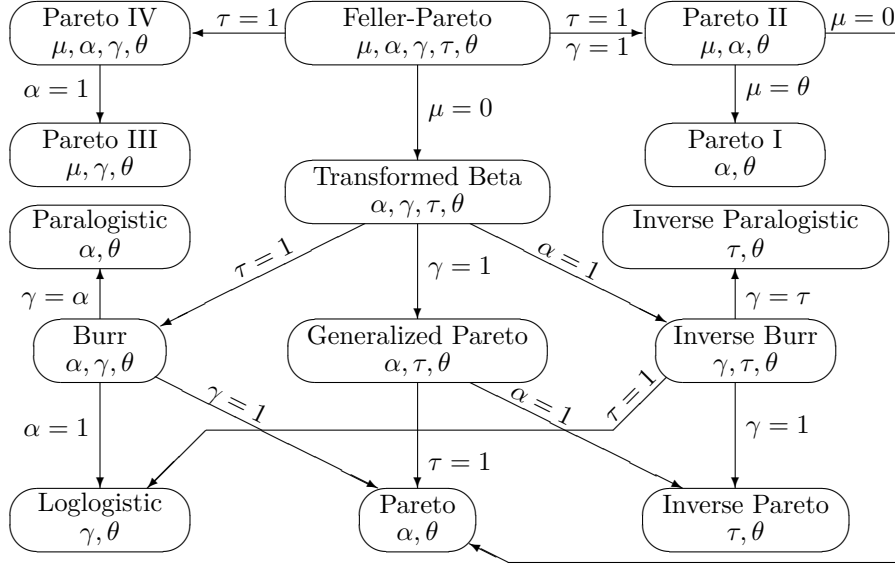 Pareto IV
μ, α, γ, θ
τ = 1
Feller-Pareto
μ, α, γ, τ, θ
τ = 1
γ = 1
Pareto II
μ, α, θ
μ = 0
α = 1
μ = 0
μ = θ
Pareto III
μ, γ, θ
Pareto I
α, θ
Transformed Beta
α, γ, τ, θ
Paralogistic
α, θ
Inverse Paralogistic
τ, θ
τ = 1
γ = 1
α = 1
γ = α
γ = τ
Burr
α, γ, θ
Generalized Pareto
α, τ, θ
Inverse Burr
γ, τ, θ
α = 1
γ = 1
α = 1
τ = 1
γ = 1
τ = 1
Loglogistic
γ, θ
Pareto
α, θ
Inverse Pareto
τ, θ